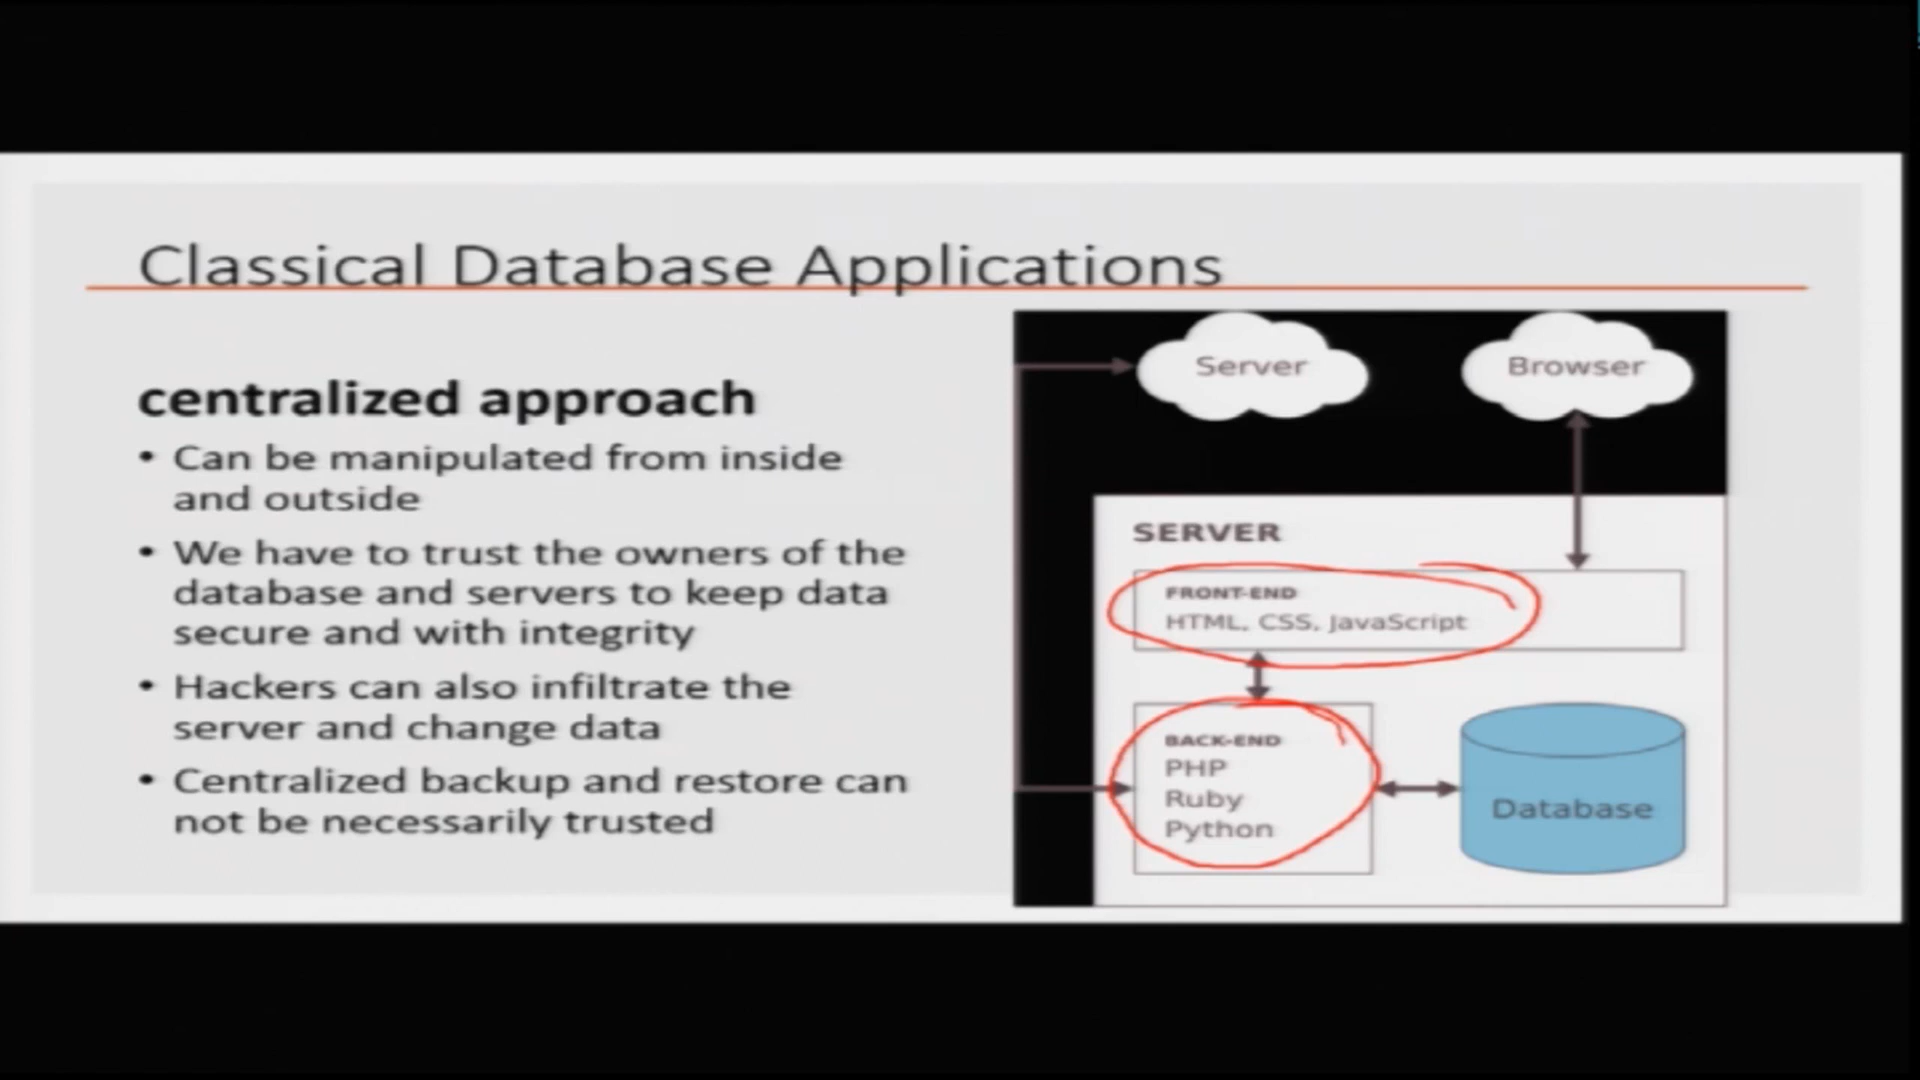 Classical Database Applications
centralized approach
• Can be manipulated from inside
and outside
• We have to trust the owners of the
database and servers to keep data
secure and with integrity
• Hackers can also infiltrate the
server and change data
• Centralized backup and restore can
not be necessarily trusted
Server
Browser
SERVER
FRONT-END
HTML, CSS, JavaScript
BACK-END
PHP
Ruby
Python
Database